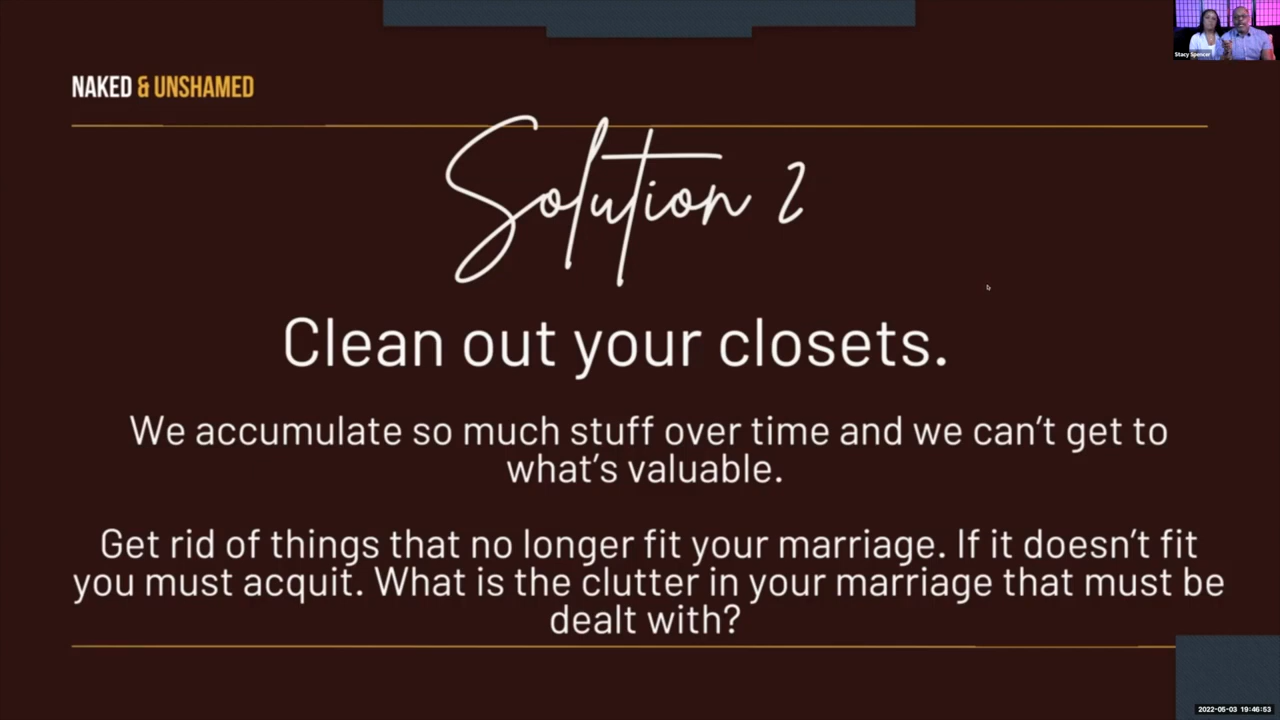 Stacy Spencer
NAKED & UNSHAMED
Solution 2
Clean out your closets.
We accumulate so much stuff over time and we can’t get to
what’s valuable.
Get rid of things that no longer fit your marriage. If it doesn’t fit
you must acquit. What is the clutter in your marriage that must be
dealt with?
2022-05-03 19:46:53